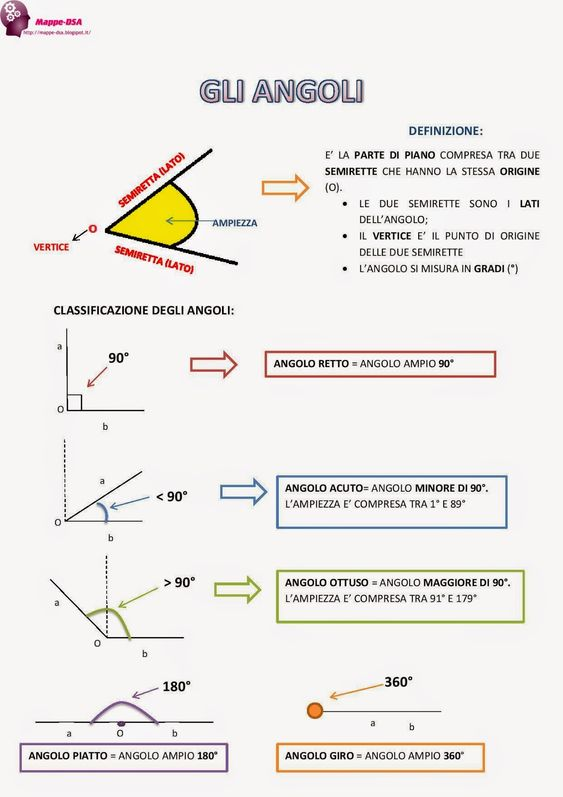 Mappe-DSA
http://mappe-dsa.blogspot.it/
GLI ANGOLI
SEMIRETTA (LATO)
O
VERTICE
AMPIEZZA
SEMIRETTA (LATO)
DEFINIZIONE:
E' LA PARTE DI PIANO COMPRESA TRA DUE
SEMIRETTE CHE HANNO LA STESSA ORIGINE
(O).
• LE DUE SEMIRETTE SONO I LATI
DELL'ANGOLO;
• IL VERTICE E' IL PUNTO DI ORIGINE
DELLE DUE SEMIRETTE
• L'ANGOLO SI MISURA IN GRADI (°)
CLASSIFICAZIONE DEGLI ANGOLI:
a
90°
O
b
ANGOLO RETTO = ANGOLO AMPIO 90°
a
< 90°
O
b
ANGOLO ACUTO= ANGOLO MINORE DI 90°.
L'AMPIEZZA E' COMPRESA TRA 1° E 89°
> 90°
a
O
b
ANGOLO OTTUSO = ANGOLO MAGGIORE DI 90°.
L'AMPIEZZA E' COMPRESA TRA 91° E 179°
180°
a O b
ANGOLO PIATTO = ANGOLO AMPIO 180°
360°
a
b
ANGOLO GIRO = ANGOLO AMPIO 360°